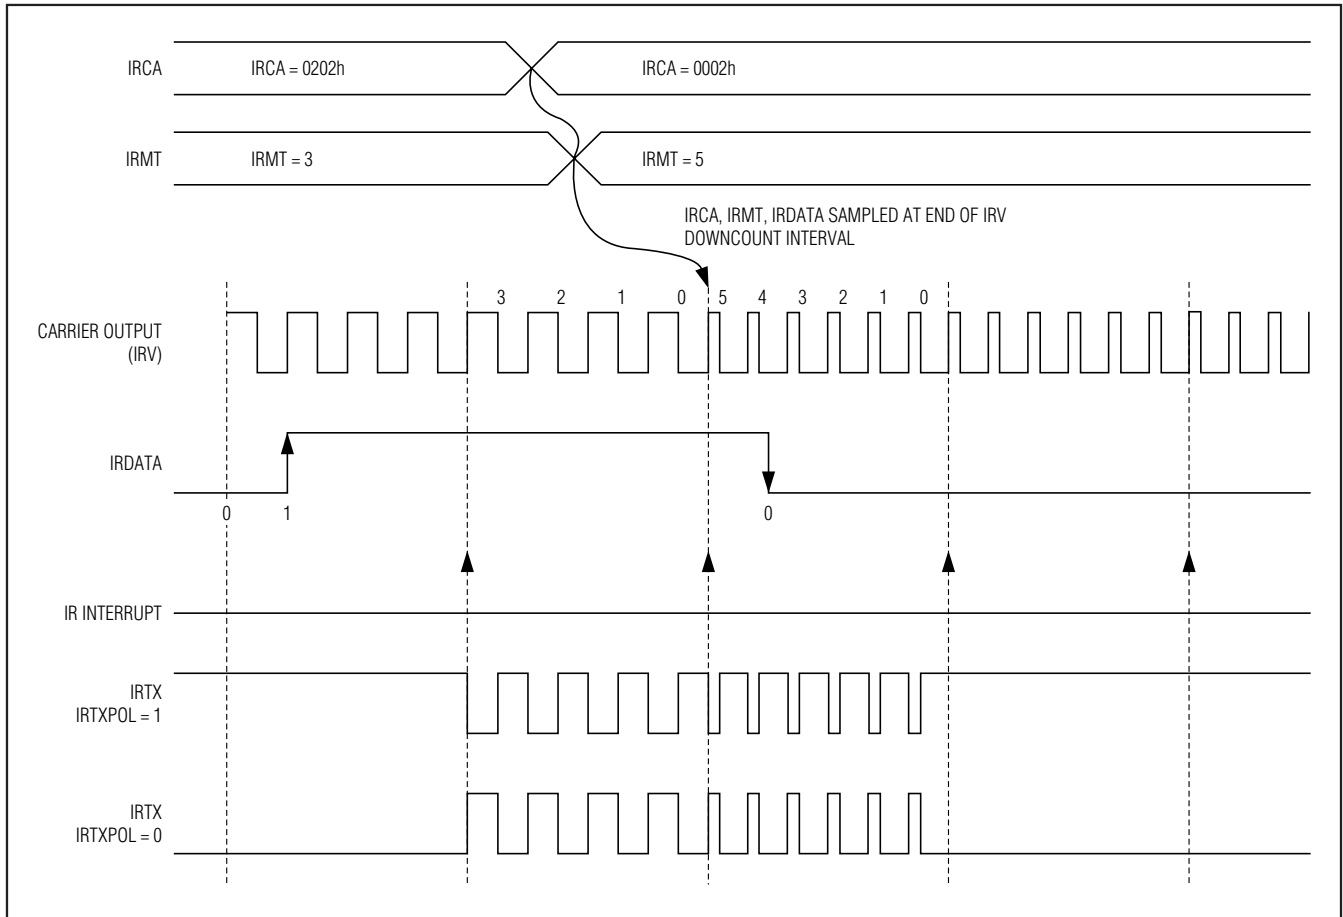 IRCA
IRCA = 0202h
IRCA = 0002h
IRMT
IRMT = 3
IRMT = 5
IRCA, IRMT, IRDATA SAMPLED AT END OF IRV
DOWNCOUNT INTERVAL
3 2 1 0 5 4 3 2 1 0
CARRIER OUTPUT
(IRV)
IRDATA
0 1 0
IR INTERRUPT
IRTX
IRTXPOL = 1
IRTX
IRTXPOL = 0